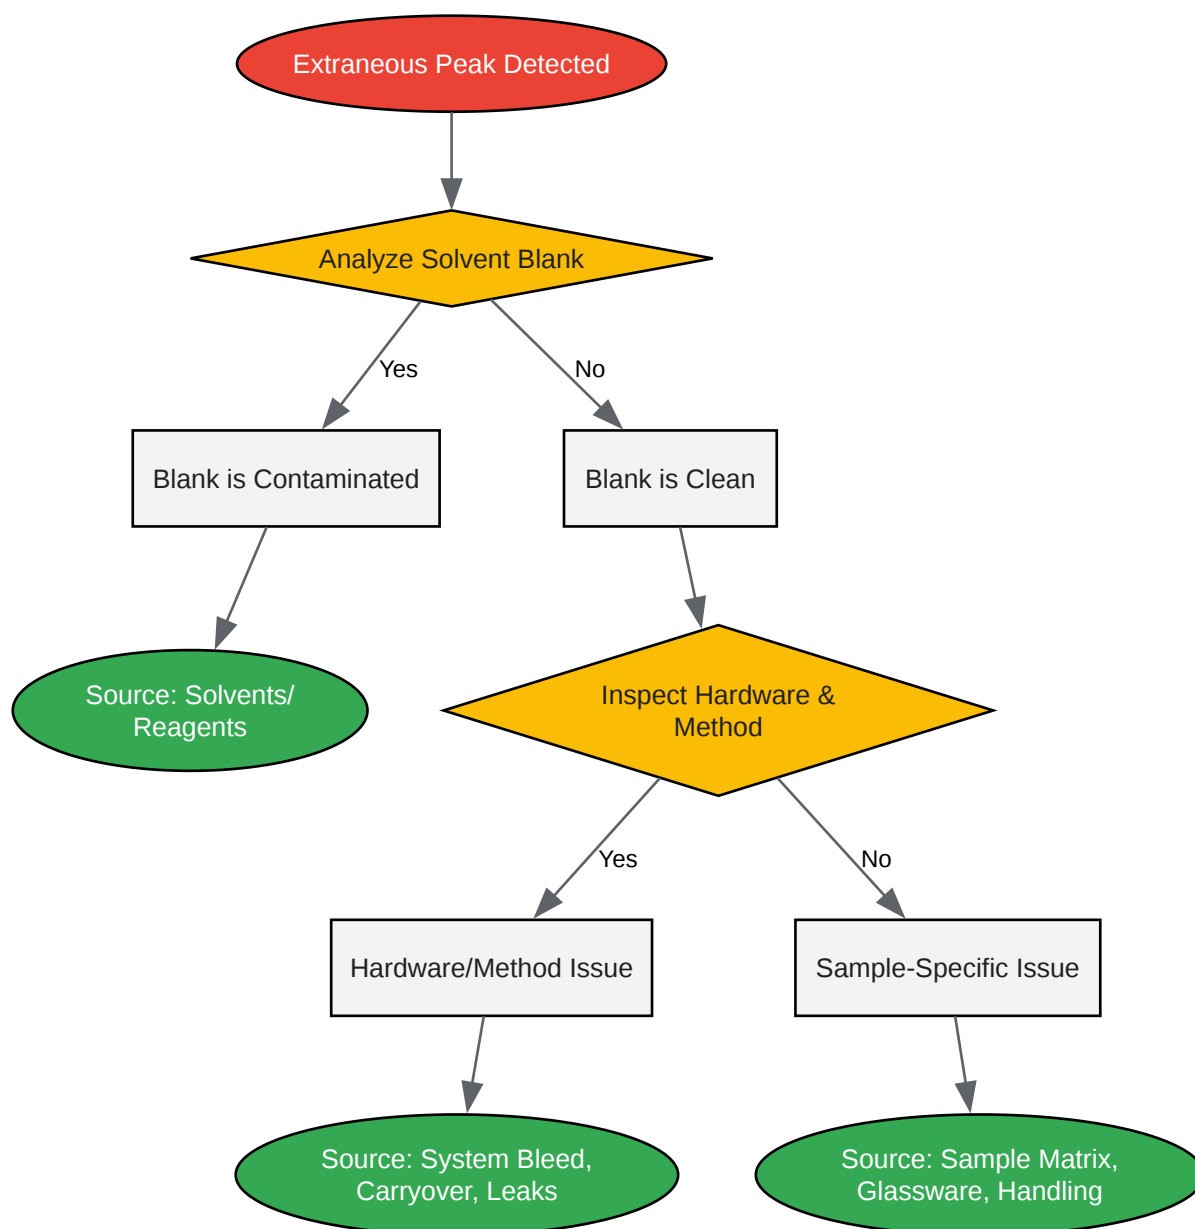 Extraneous Peak Detected
Analyze Solvent Blank
Yes
No
Blank is Contaminated
Blank is Clean
Source: Solvents/
Reagents
Inspect Hardware &
Method
Yes
No
Hardware/Method Issue
Sample-Specific Issue
Source: System Bleed,
Carryover, Leaks
Source: Sample Matrix,
Glassware, Handling